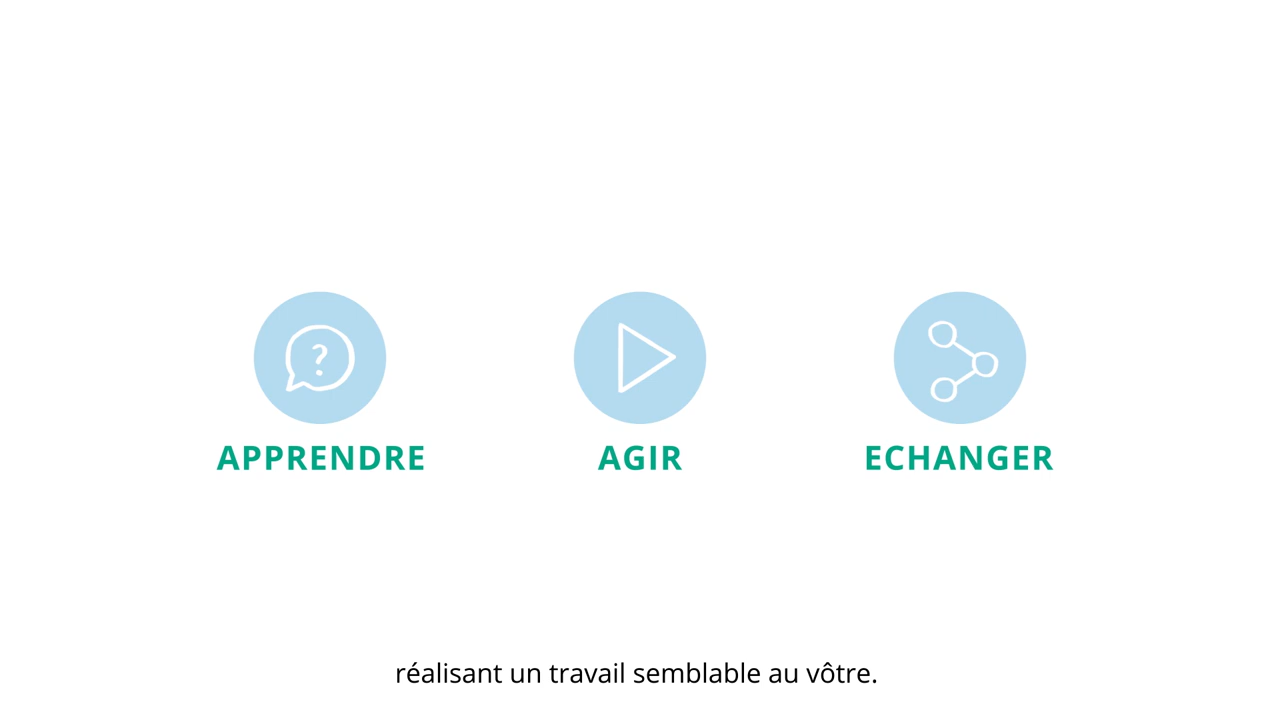 ?
APPRENDRE
AGIR
ECHANGER
réalisant un travail semblable au vôtre.